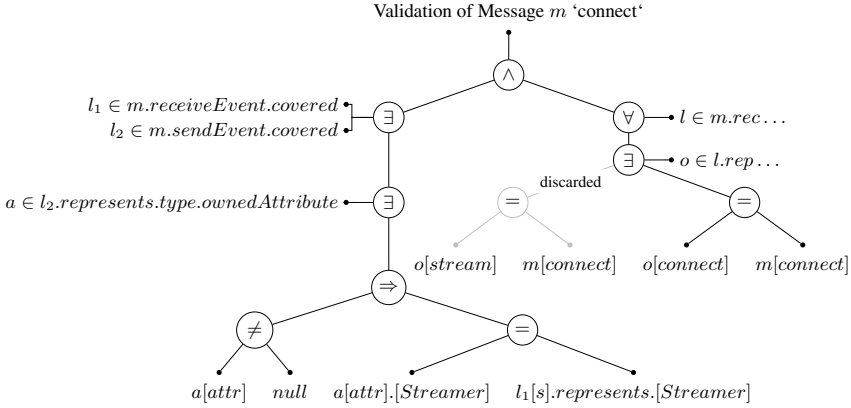 Validation of Message m ‘connect‘
∧
l₁ ∈ m.receiveEvent.covered
l₂ ∈ m.sendEvent.covered
∃
∀
l ∈ m.rec . . .
∃
o ∈ l.rep . . .
discarded
a ∈ l₂.represents.type.ownedAttribute
∃
=
=
o[stream] m[connect] o[connect] m[connect]
⇒
≠
=
a[attr] null a[attr].[Streamer] l₁[s].represents.[Streamer]